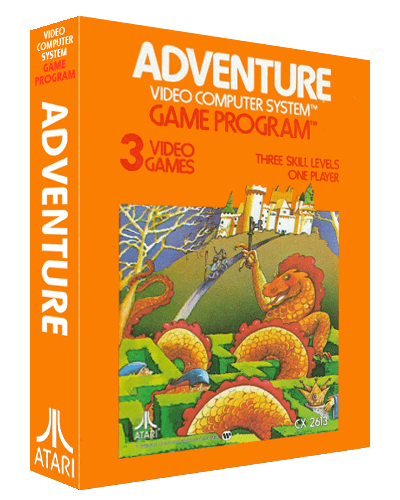 VIDEO
COMPUTER
SYSTEM
GAME
PROGRAM
ADVENTURE
ATARI
ADVENTURE
VIDEO COMPUTER SYSTEM™
GAME PROGRAM™
3 VIDEO
GAMES
THREE SKILL LEVELS
ONE PLAYER
ATARI
CX 2613